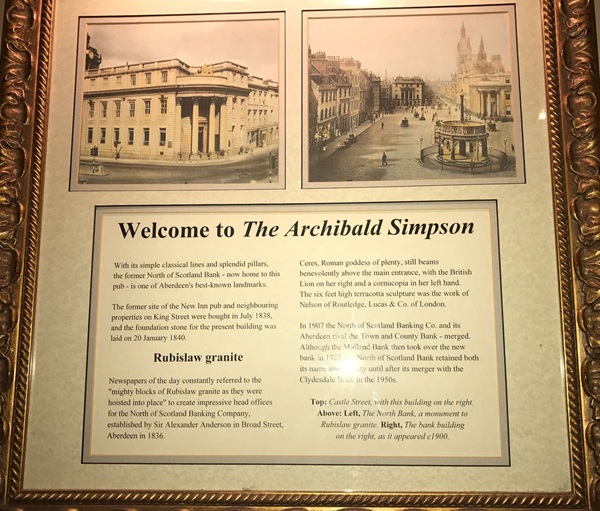 Welcome to The Archibald Simpson
With its simple classical lines and splendid pillars,
the former North of Scotland Bank - now home to this
pub - is one of Aberdeen's best-known landmarks.
The former site of the New Inn pub and neighbouring
properties on King Street were bought in July 1838,
and the foundation stone for the present building was
laid on 20 January 1840.
Rubislaw granite
Newspapers of the day constantly referred to the
"mighty blocks of Rubislaw granite as they were
hoisted into place" to create impressive head offices
for the North of Scotland Banking Company,
established by Sir Alexander Anderson in Broad Street,
Aberdeen in 1836.
Ceres, Roman goddess of plenty, still beams
benevolently above the main entrance, with the British
Lion on her right and a cornucopia in her left hand.
The six feet high terracotta sculpture was the work of
Nelson of Routledge, Lucas & Co. of London.
In 1907 the North of Scotland Banking Co. and its
Aberdeen rival the Town and County Bank - merged.
Although the Midland Bank then took over the new
bank in North of Scotland Bank retained both
its name until after its merger with the
Clydesdale Bank in the 1950s.
Top: Castle Street, with this building on the right.
Above: Left, The North Bank, a monument to
Rubislaw granite. Right, The bank building
on the right, as it appeared c1900.